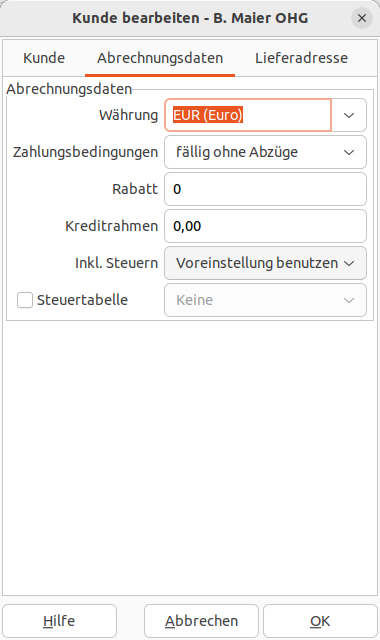 Kunde bearbeiten - B. Maier OHG
Kunde Abrechnungsdaten Lieferadresse
Abrechnungsdaten
Währung EUR (Euro)
Zahlungsbedingungen fällig ohne Abzüge
Rabatt 0
Kreditrahmen 0,00
Inkl. Steuern Voreinstellung benutzen
Steuertabelle Keine
Hilfe Abbrechen OK